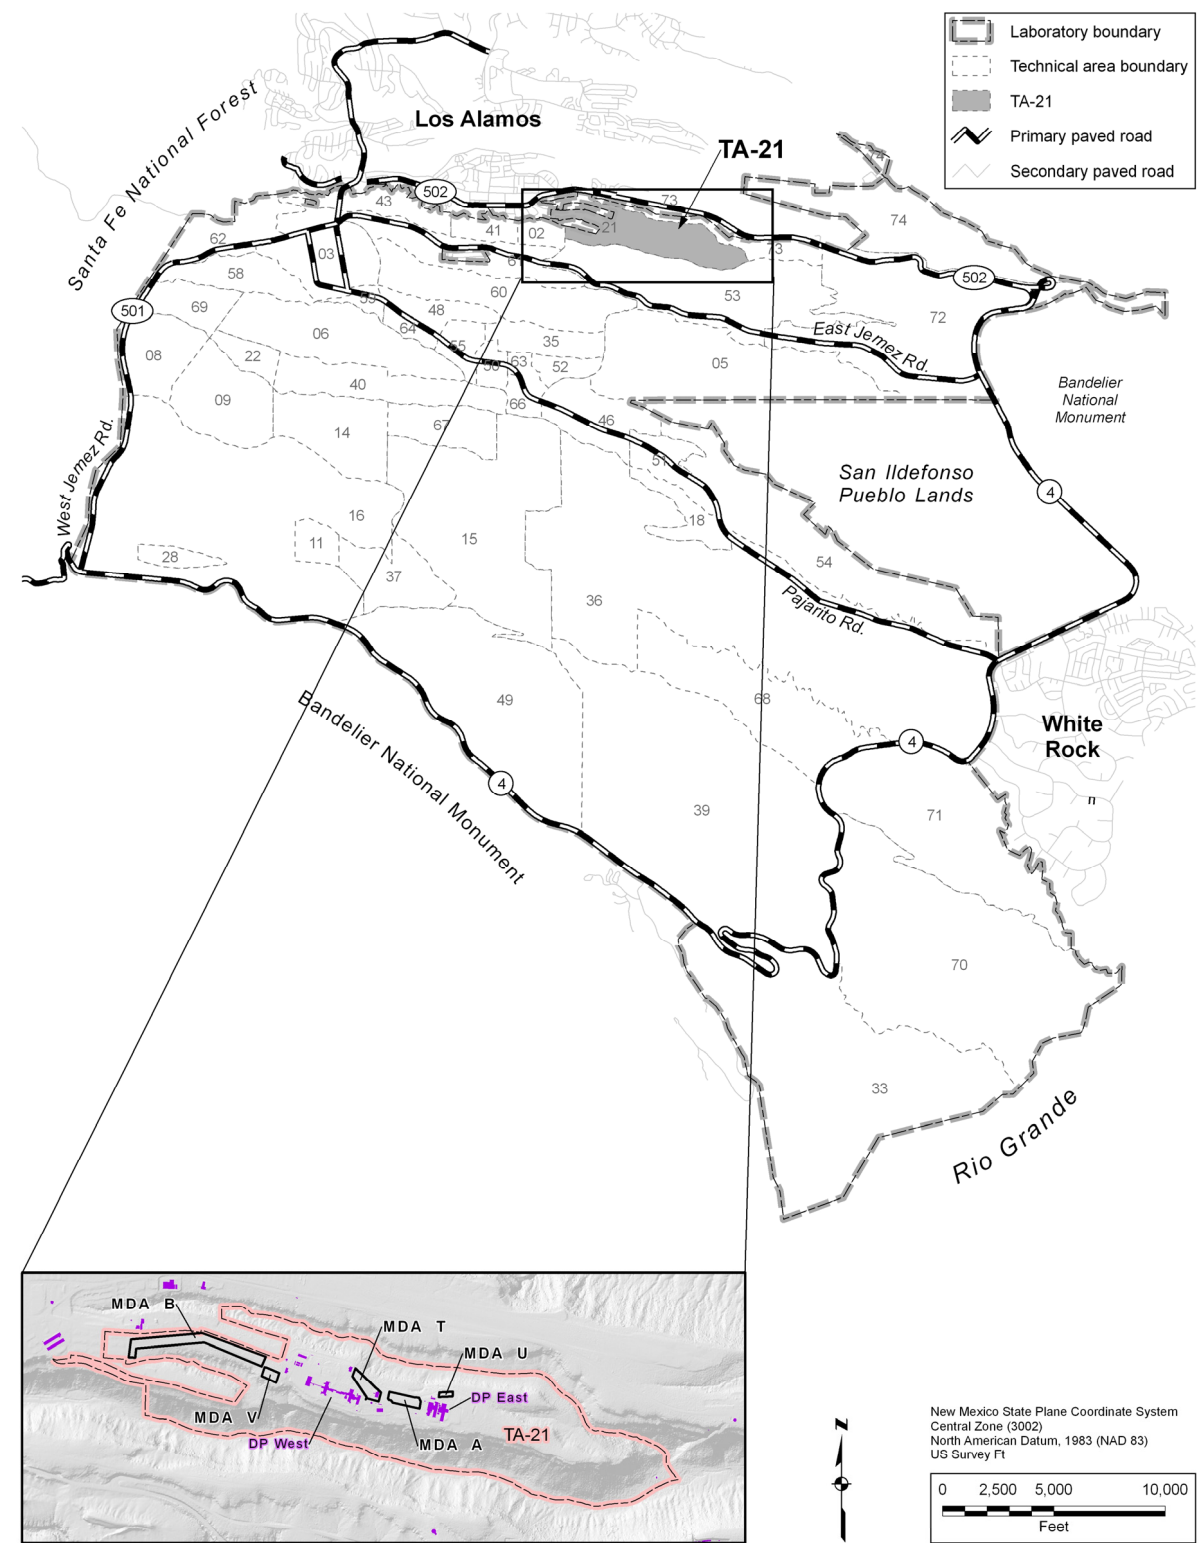 Laboratory boundary
Technical area boundary
TA-21
Primary paved road
Secondary paved road
Santa Fe National Forest
Los Alamos
TA-21
502
43
73
74
41
02
21
62
03
73
58
60
53
502
501
69
48
72
06
64
35
East Jemez Rd.
55
08
22
63
52
05
40
09
66
Bandelier
National
Monument
67
46
14
West Jemez Rd.
51
San Ildefonso
Pueblo Lands
4
16
18
11
15
28
54
37
36
Pajarito Rd.
49
68
Bandelier National Monument
White
Rock
4
4
39
71
70
33
Rio Grande
MDA B
MDA T
MDA U
DP East
MDA V
DP West
MDA A
TA-21
N
New Mexico State Plane Coordinate System
Central Zone (3002)
North American Datum, 1983 (NAD 83)
US Survey Ft
0 2,500 5,000 10,000
Feet